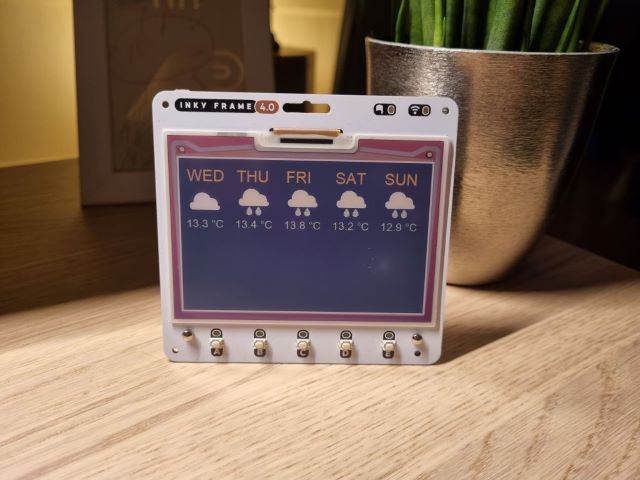 INKY FRAME 4.0
WED THU FRI SAT SUN
13.3 °C 13.4 °C 13.8 °C 13.2 °C 12.9 °C
A B C D E